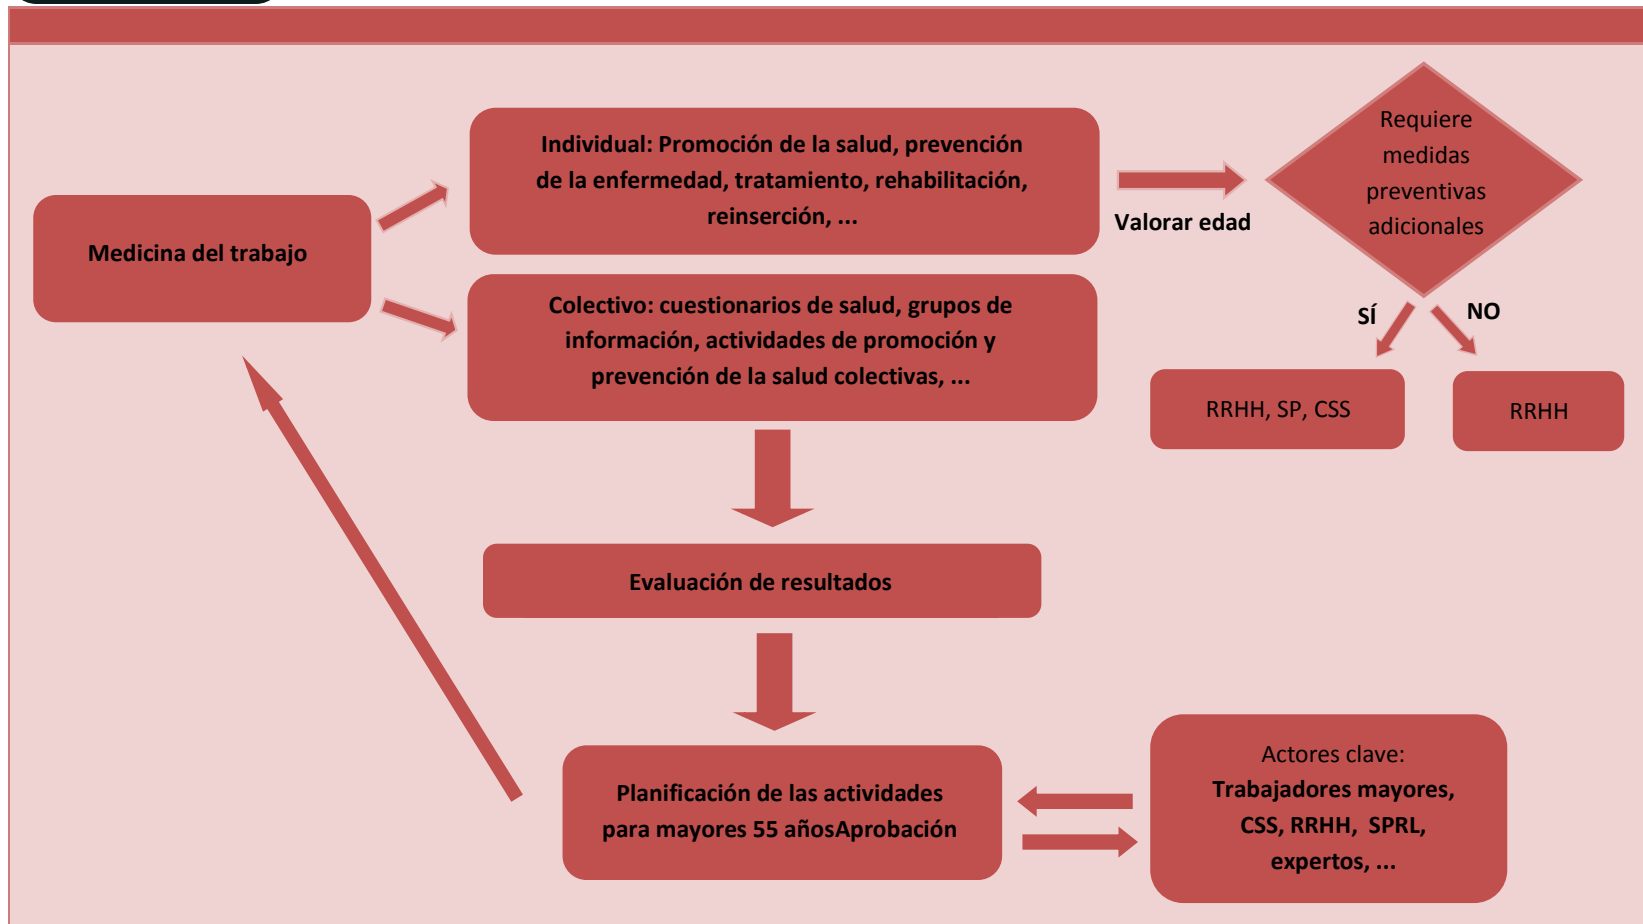 Medicina del trabajo
Individual: Promoción de la salud, prevención
de la enfermedad, tratamiento, rehabilitación,
reinserción, ...
Valorar edad
Requiere
medidas
preventivas
adicionales
SÍ
NO
RRHH, SP, CSS
RRHH
Colectivo: cuestionarios de salud, grupos de
información, actividades de promoción y
prevención de la salud colectivas, ...
Evaluación de resultados
Planificación de las actividades
para mayores 55 añosAprobación
Actores clave:
Trabajadores mayores,
CSS, RRHH,  SPRL,
expertos, ...